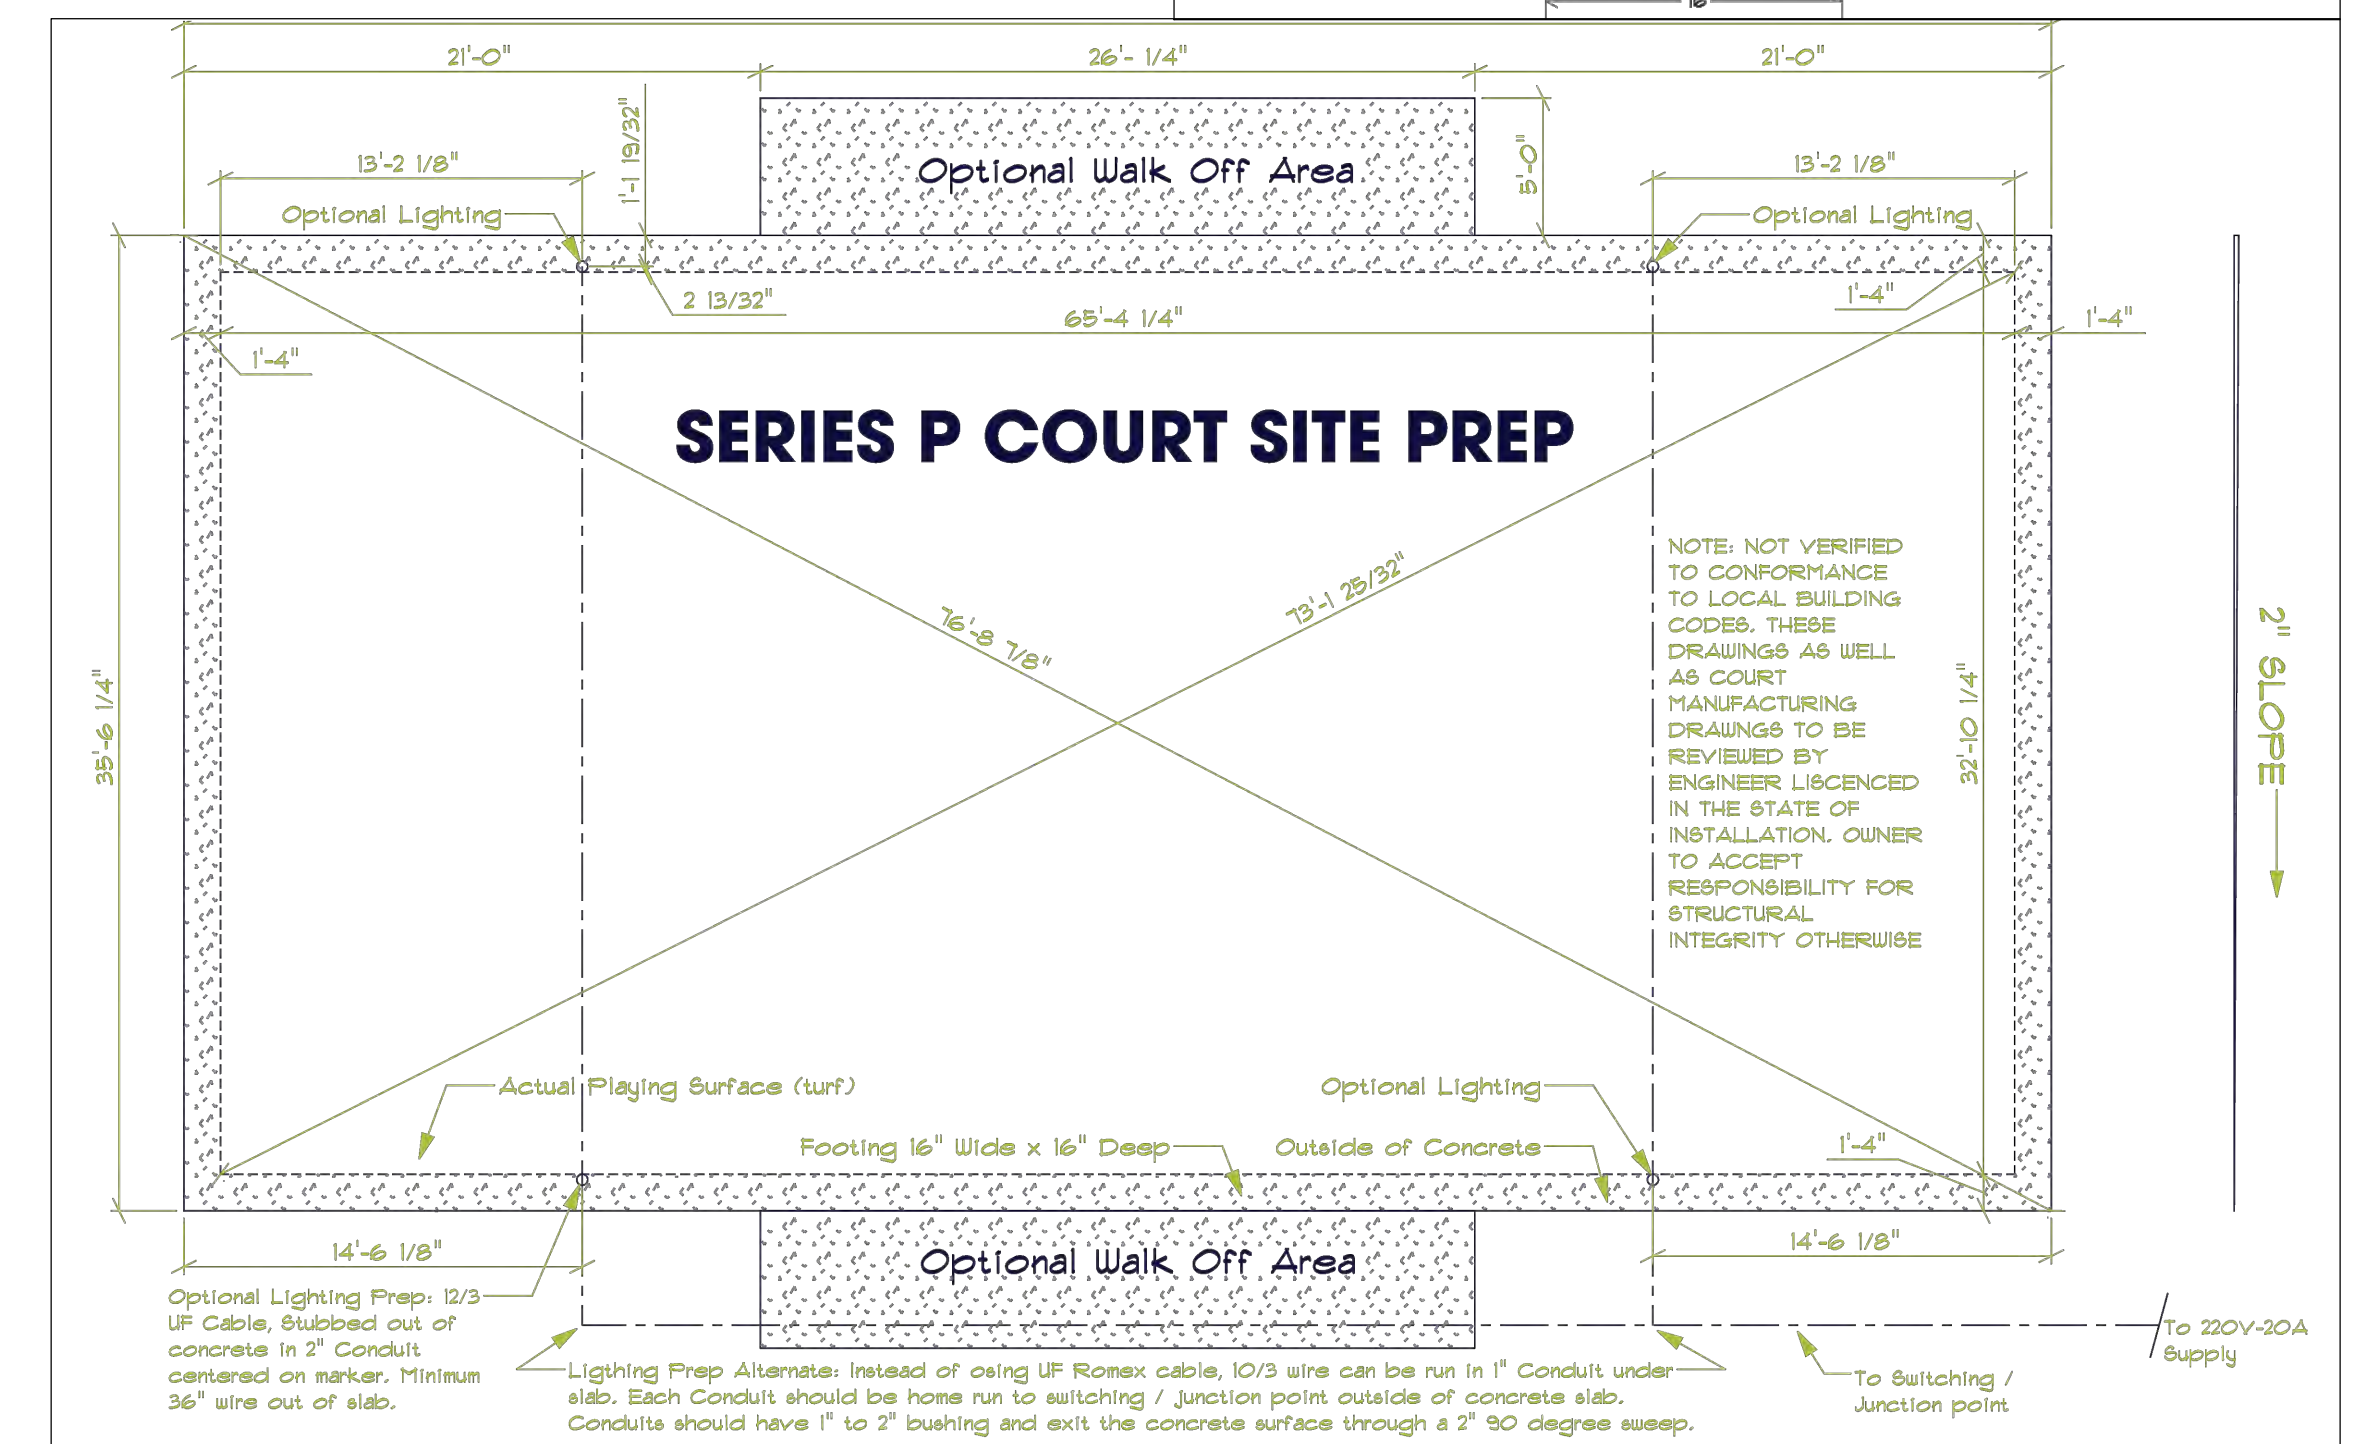 16
21'-0" 26'- 1/4" 21'-0"
1'-1 19/32"
5'-0"
13'-2 1/8" 13'-2 1/8"
Optional Walk Off Area
Optional Lighting Optional Lighting
2 13/32" 1'-4"
65'-4 1/4" 1'-4"
1'-4"
SERIES P COURT SITE PREP
NOTE: NOT VERIFIED
TO CONFORMANCE
TO LOCAL BUILDING
CODES. THESE
DRAWINGS AS WELL
AS COURT
MANUFACTURING
DRAWNGS TO BE
REVIEWED BY
ENGINEER LISCENCED
IN THE STATE OF
INSTALLATION. OWNER
TO ACCEPT
RESPONSIBILITY FOR
STRUCTURAL
INTEGRITY OTHERWISE
76'-8 7/8"
73'-1 25/32"
35'-6 1/4"
32'-10 1/4"
2" SLOPE
Actual Playing Surface (turf)
Optional Lighting
Footing 16" Wide x 16" Deep
Outside of Concrete
1'-4"
14'-6 1/8" 14'-6 1/8"
Optional Walk Off Area
Optional Lighting Prep: 12/3
UF Cable, Stubbed out of
concrete in 2" Conduit
centered on marker. Minimum
36" wire out of slab.
Ligthing Prep Alternate: Instead of osing UF Romex cable, 10/3 wire can be run in 1" Conduit under
slab. Each Conduit should be home run to switching / junction point outside of concrete slab.
Conduits should have 1" to 2" bushing and exit the concrete surface through a 2" 90 degree sweep.
To Switching /
Junction point
To 220V-20A
Supply